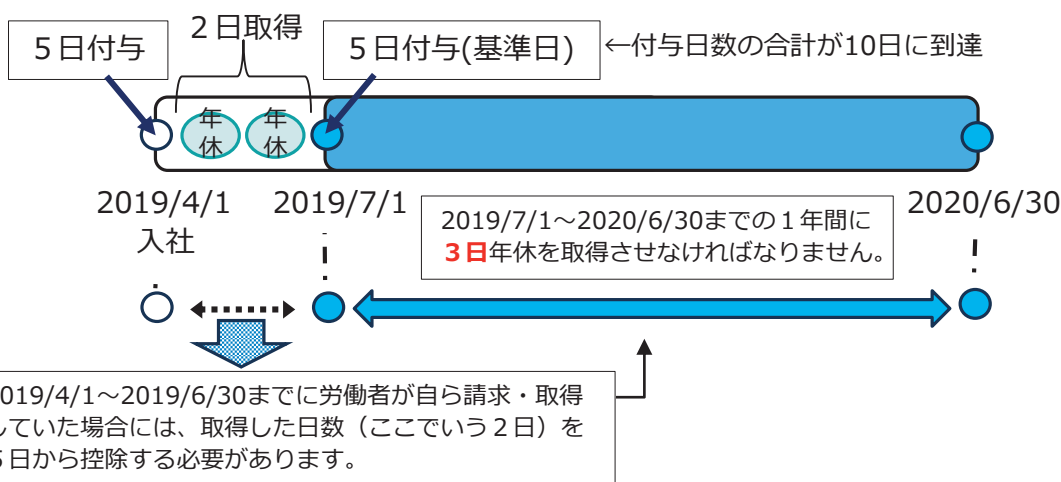 ５日付与
２日取得
５日付与(基準日)
←付与日数の合計が10日に到達
年休
年休
2019/4/1
入社
2019/7/1
2020/6/30
2019/7/1～2020/6/30までの１年間に
３日年休を取得させなければなりません。
019/4/1～2019/6/30までに労働者が自ら請求・取得
していた場合には、取得した日数（ここでいう２日）を
５日から控除する必要があります。